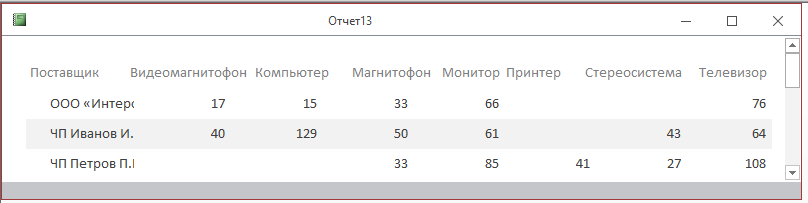 Отчет13
Поставщик Видеомагнитофон Компьютер Магнитофон Монитор Принтер Стереосистема Телевизор
ООО «Интер 17 15 33 66 76
ЧП Иванов И. 40 129 50 61 43 64
ЧП Петров П. 33 85 41 27 108